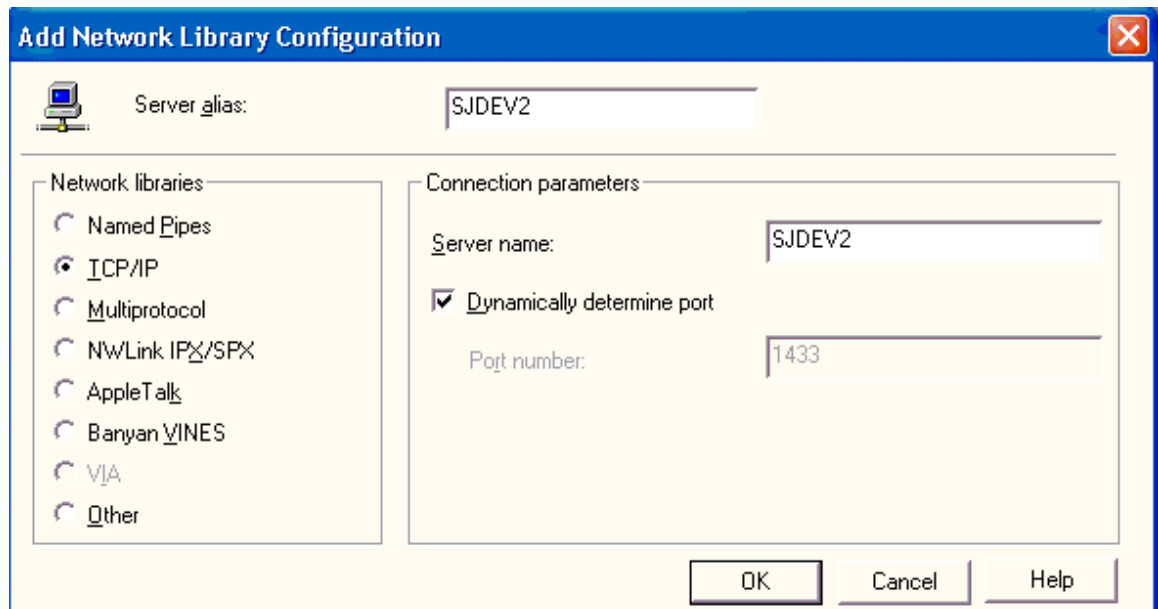 Add Network Library Configuration
Server alias: SJDEV2
Network libraries
Named Pipes
TCP/IP
Multiprotocol
NWLink IPX/SPX
AppleTalk
Banyan VINES
VIA
Other
Connection parameters
Server name: SJDEV2
Dynamically determine port
Port number: 1433
OK Cancel Help